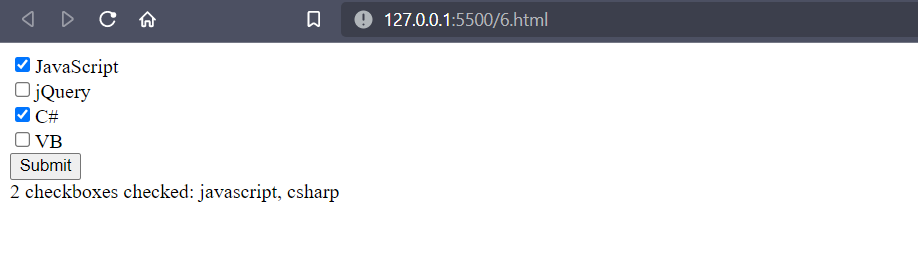 127.0.0.1:5500/6.html
JavaScript
jQuery
C#
VB
Submit
2 checkboxes checked: javascript, csharp